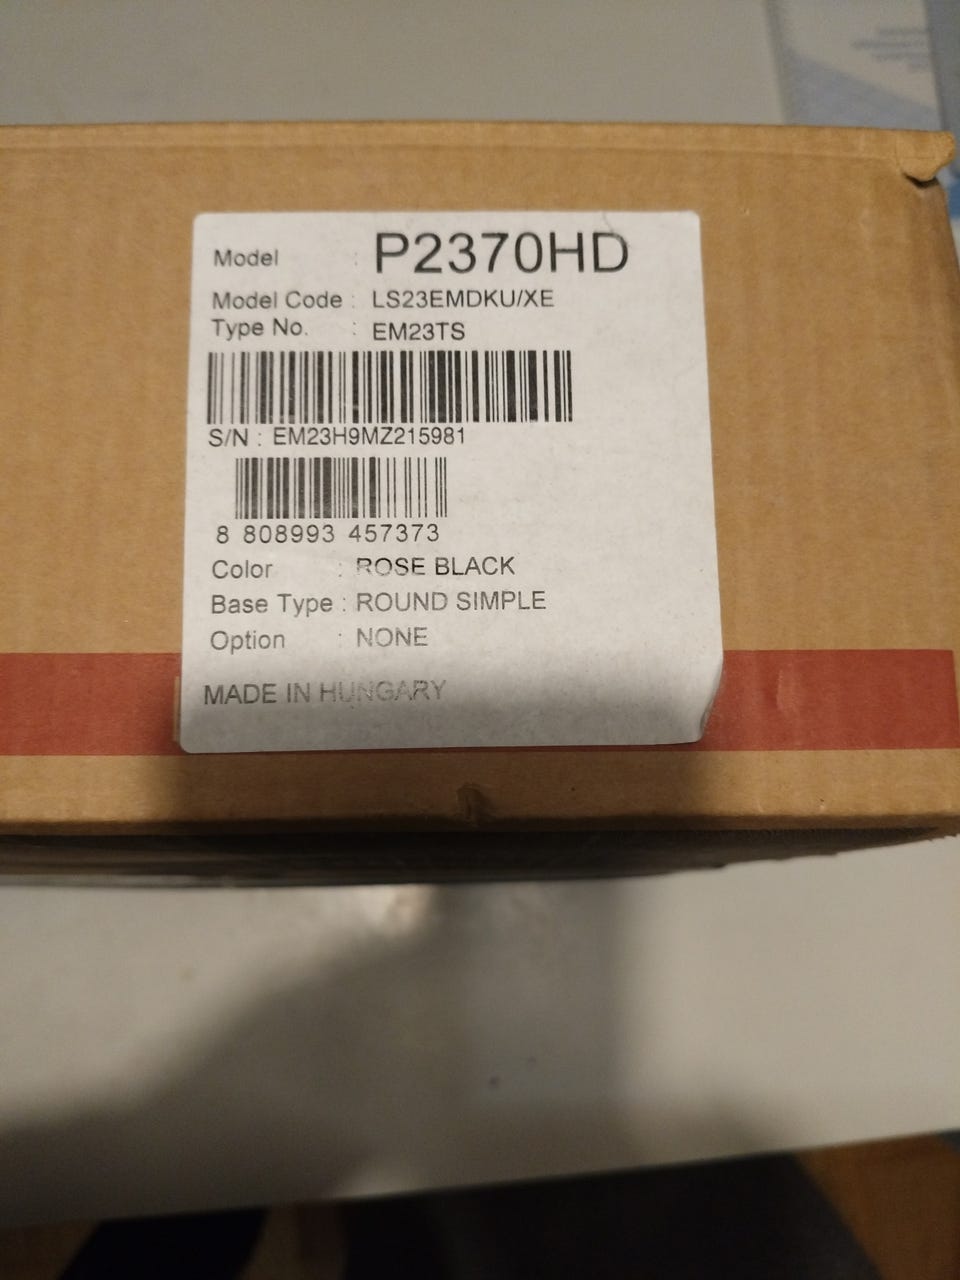 Model : P2370HD
Model Code : LS23EMDKU/XE
Type No. : EM23TS
S/N : EM23H9MZ215981
8 808993 457373
Color : ROSE BLACK
Base Type : ROUND SIMPLE
Option : NONE
MADE IN HUNGARY